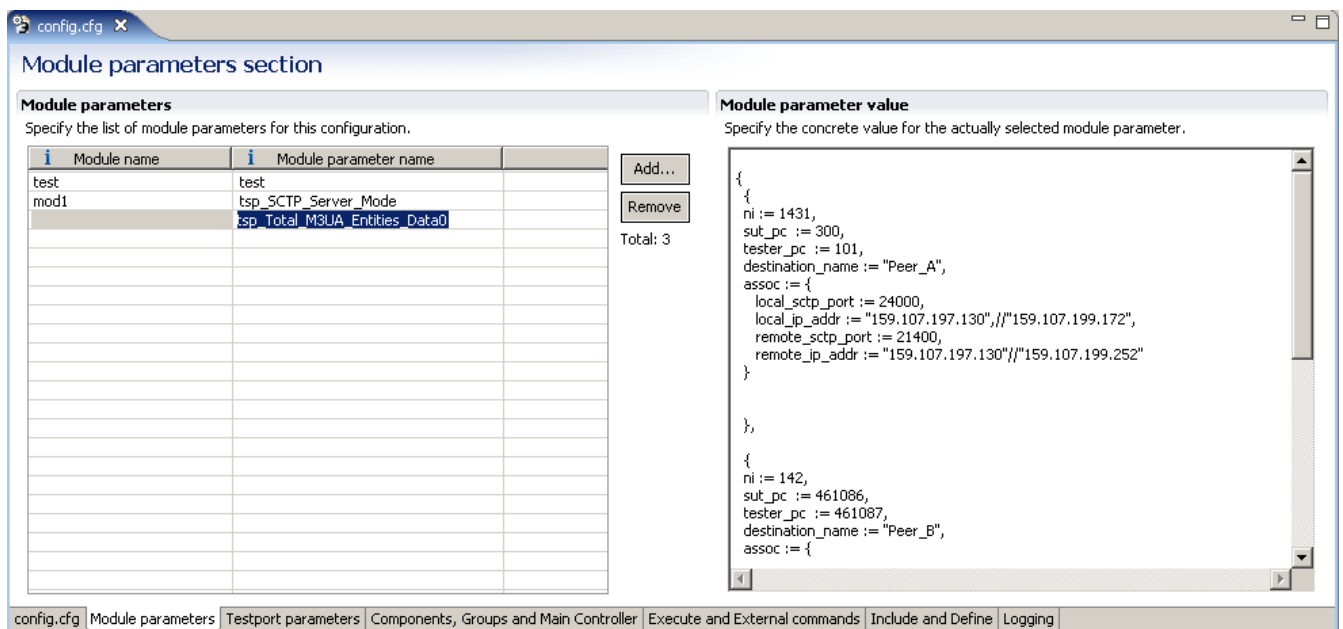 config.cfg
Module parameters section
Module parameters
Specify the list of module parameters for this configuration.
Module name Module parameter name
test test
mod1 tsp_SCTP_Server_Mode
tsp_Total_M3UA_Entities_Data0
Add...
Remove
Total: 3
Module parameter value
Specify the concrete value for the actually selected module parameter.
{
{
ni := 1431,
sut_pc := 300,
tester_pc := 101,
destination_name := "Peer_A",
assoc := {
local_sctp_port := 24000,
local_ip_addr := "159.107.197.130",//"159.107.199.172",
remote_sctp_port := 21400,
remote_ip_addr := "159.107.197.130"//"159.107.199.252"
}
},
{
ni := 142,
sut_pc := 461086,
tester_pc := 461087,
destination_name := "Peer_B",
assoc := {
config.cfg Module parameters Testport parameters Components, Groups and Main Controller Execute and External commands Include and Define Logging